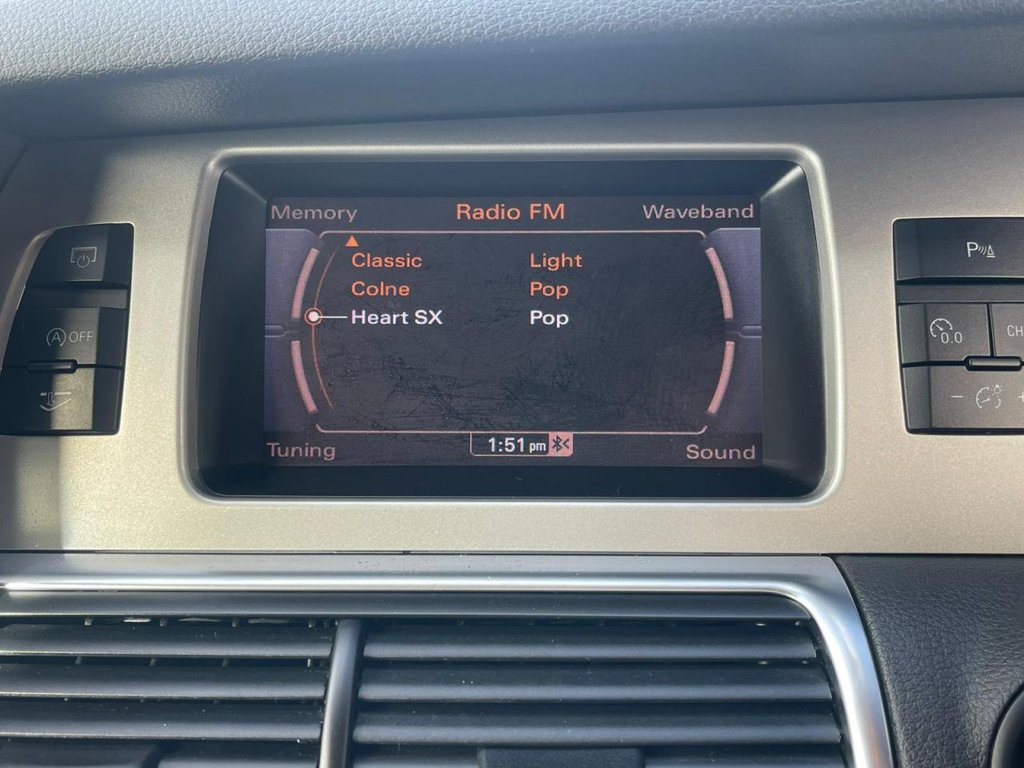 Memory Radio FM Waveband
Classic Light
Colne Pop
Heart SX Pop
1:51 pm
Tuning Sound
A OFF
P
0.0
CH
- +